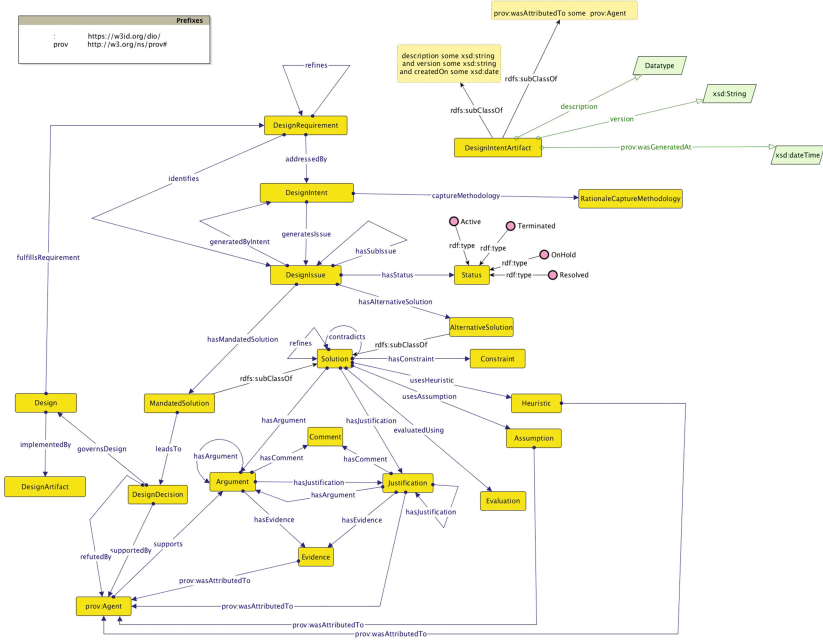 prov:wasAttributedTo some prov:Agent
Prefixes
: https://w3id.org/dio/
prov http://w3.org/ns/prov#
description some xsd:string
and version some xsd:string
and createdOn some xsd:date
Datatype
refines
rdfs:subClassOf
rdfs:subClassOf
xsd:String
description
version
DesignRequirement
DesignIntentArtifact
prov:wasGeneratedAt
xsd:dateTime
addressedBy
identifies
DesignIntent
captureMethodology
RationaleCaptureMethodology
Active
Terminated
generatesIssue
generatedByIntent
hasSubIssue
rdf:type
rdf:type
OnHold
fulfillsRequirement
rdf:type
DesignIssue
hasStatus
Status
rdf:type
Resolved
hasAlternativeSolution
AlternativeSolution
hasMandatedSolution
refines
contradicts
rdfs:subClassOf
Solution
hasConstraint
Constraint
rdfs:subClassOf
usesHeuristic
usesAssumption
Design
MandatedSolution
Heuristic
hasArgument
hasJustification
evaluatedUsing
Comment
Assumption
implementedBy
governsDesign
leadsTo
hasArgument
hasComment
hasComment
DesignArtifact
DesignDecision
Argument
hasJustification
Justification
hasArgument
Evaluation
hasJustification
hasEvidence
hasEvidence
supports
supportedBy
refutedBy
Evidence
prov:wasAttributedTo
prov:Agent
prov:wasAttributedTo
prov:wasAttributedTo
prov:wasAttributedTo